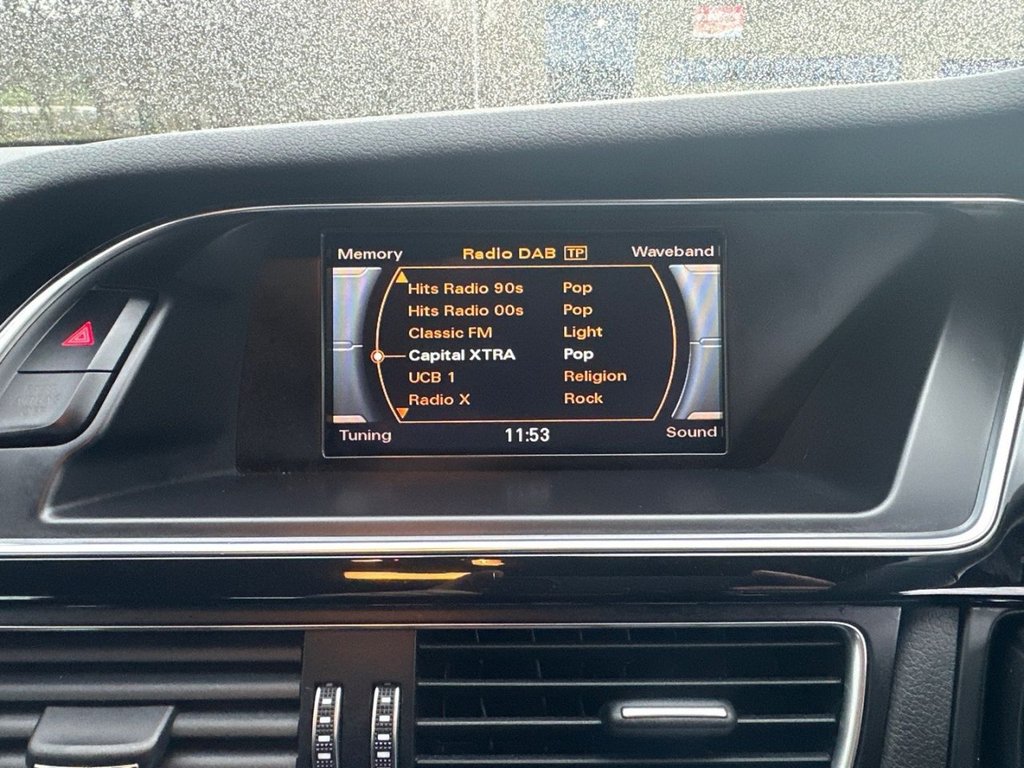 Memory Radio DAB TP Waveband
Hits Radio 90s Pop
Hits Radio 00s Pop
Classic FM Light
Capital XTRA Pop
UCB 1 Religion
Radio X Rock
Tuning 11:53 Sound